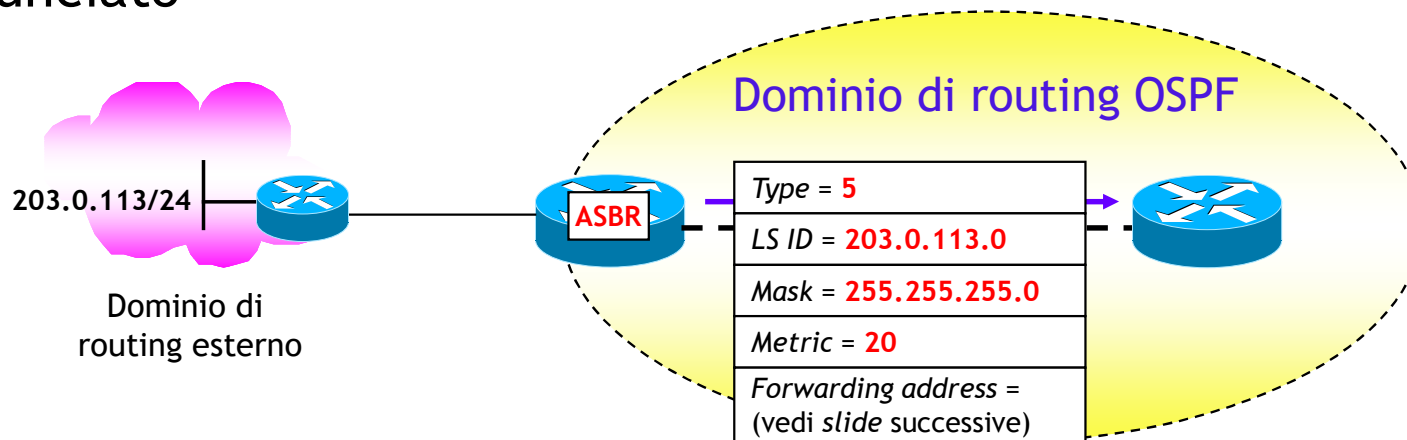 Dominio di routing OSPF
203.0.113/24
ASBR
Type = 5
LS ID = 203.0.113.0
Mask = 255.255.255.0
Metric = 20
Forwarding address =
(vedi slide successive)
Dominio di
routing esterno